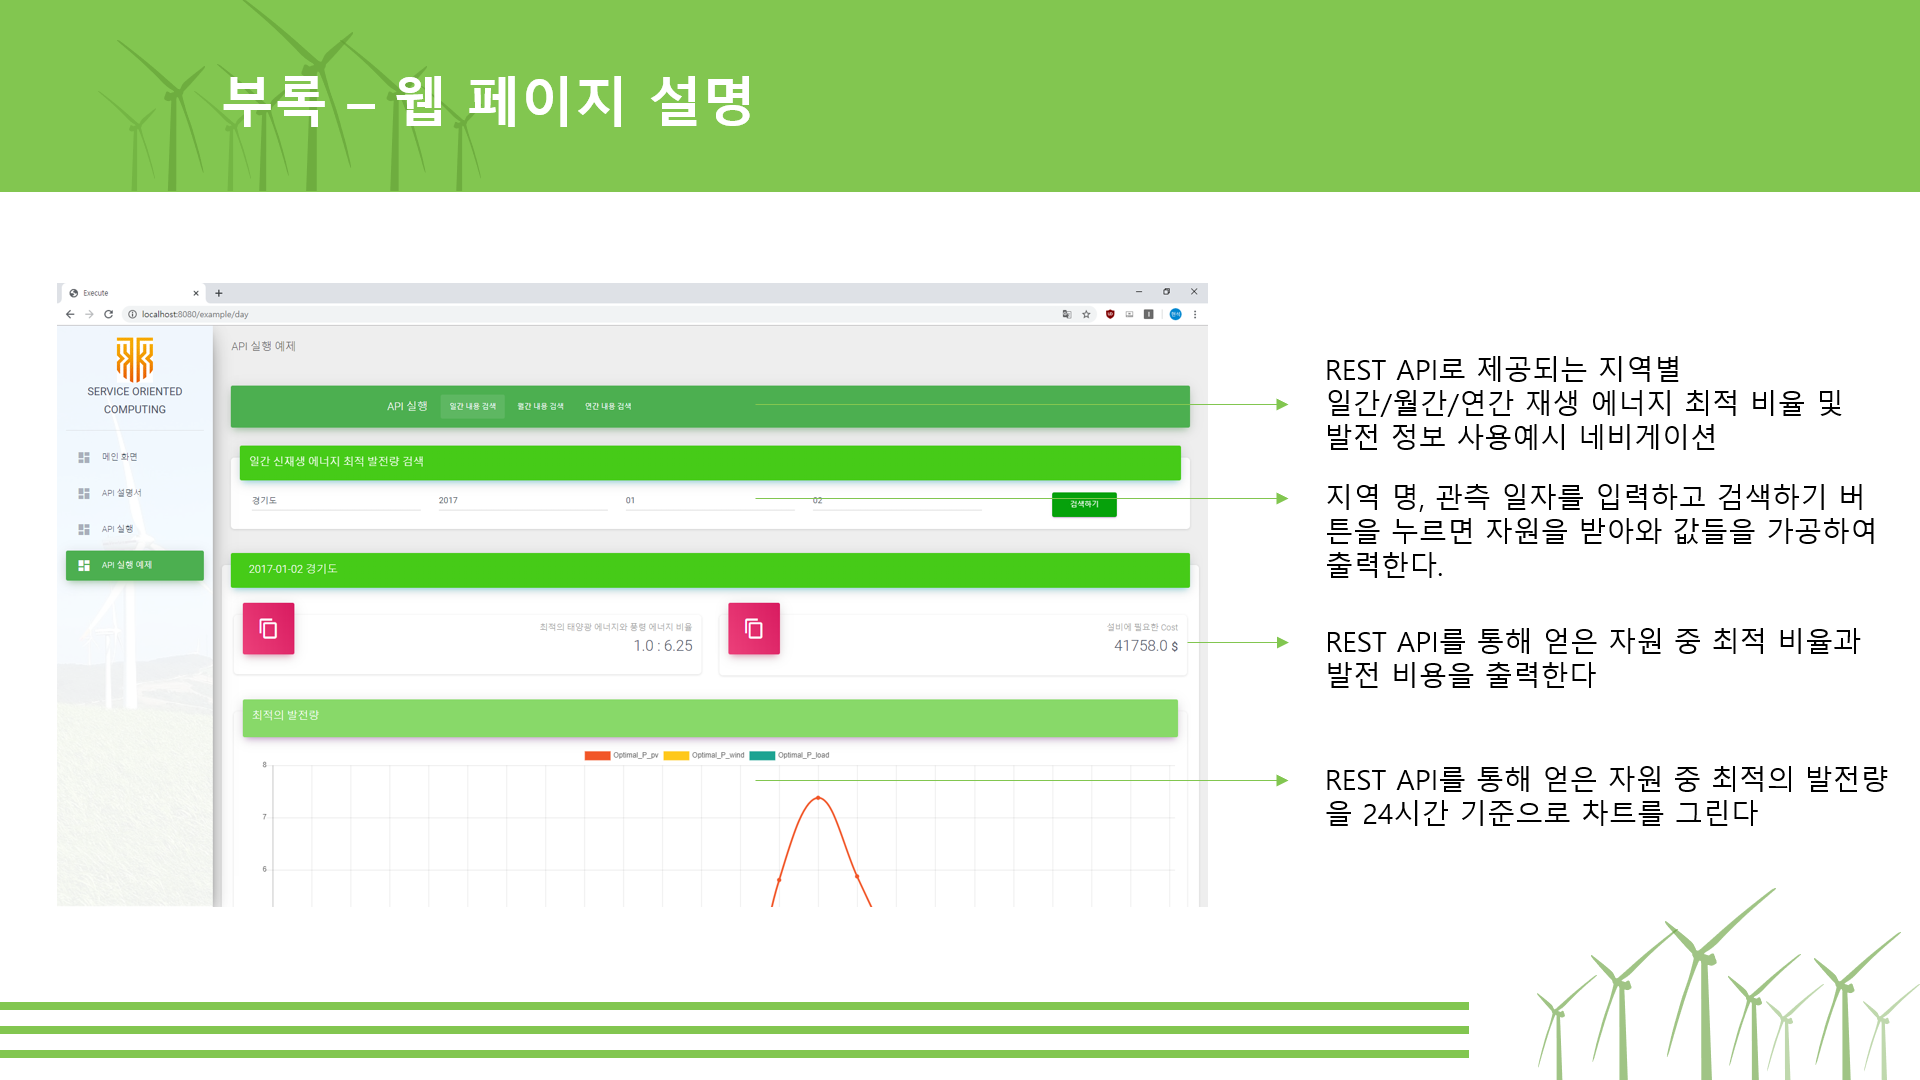 부록 – 웹 페이지 설명
Execute
localhost:8080/example/day
SERVICE ORIENTED
COMPUTING
메인 화면
API 설명서
API 실행
API 실행 예제
API 실행 예제
API 실행 일간 내용 검색 월간 내용 검색 연간 내용 검색
일간 신재생 에너지 최적 발전량 검색
경기도 2017 01 02 검색하기
2017-01-02 경기도
최적의 태양광 에너지와 풍령 에너지 비율
1.0 : 6.25
설비에 필요한 Cost
41758.0 $
최적의 발전량
Optimal_P_pv Optimal_P_wind Optimal_P_load
8
7
6
REST API로 제공되는 지역별
일간/월간/연간 재생 에너지 최적 비율 및
발전 정보 사용예시 네비게이션
지역 명, 관측 일자를 입력하고 검색하기 버
튼을 누르면 자원을 받아와 값들을 가공하여
출력한다.
REST API를 통해 얻은 자원 중 최적 비율과
발전 비용을 출력한다
REST API를 통해 얻은 자원 중 최적의 발전량
을 24시간 기준으로 차트를 그린다